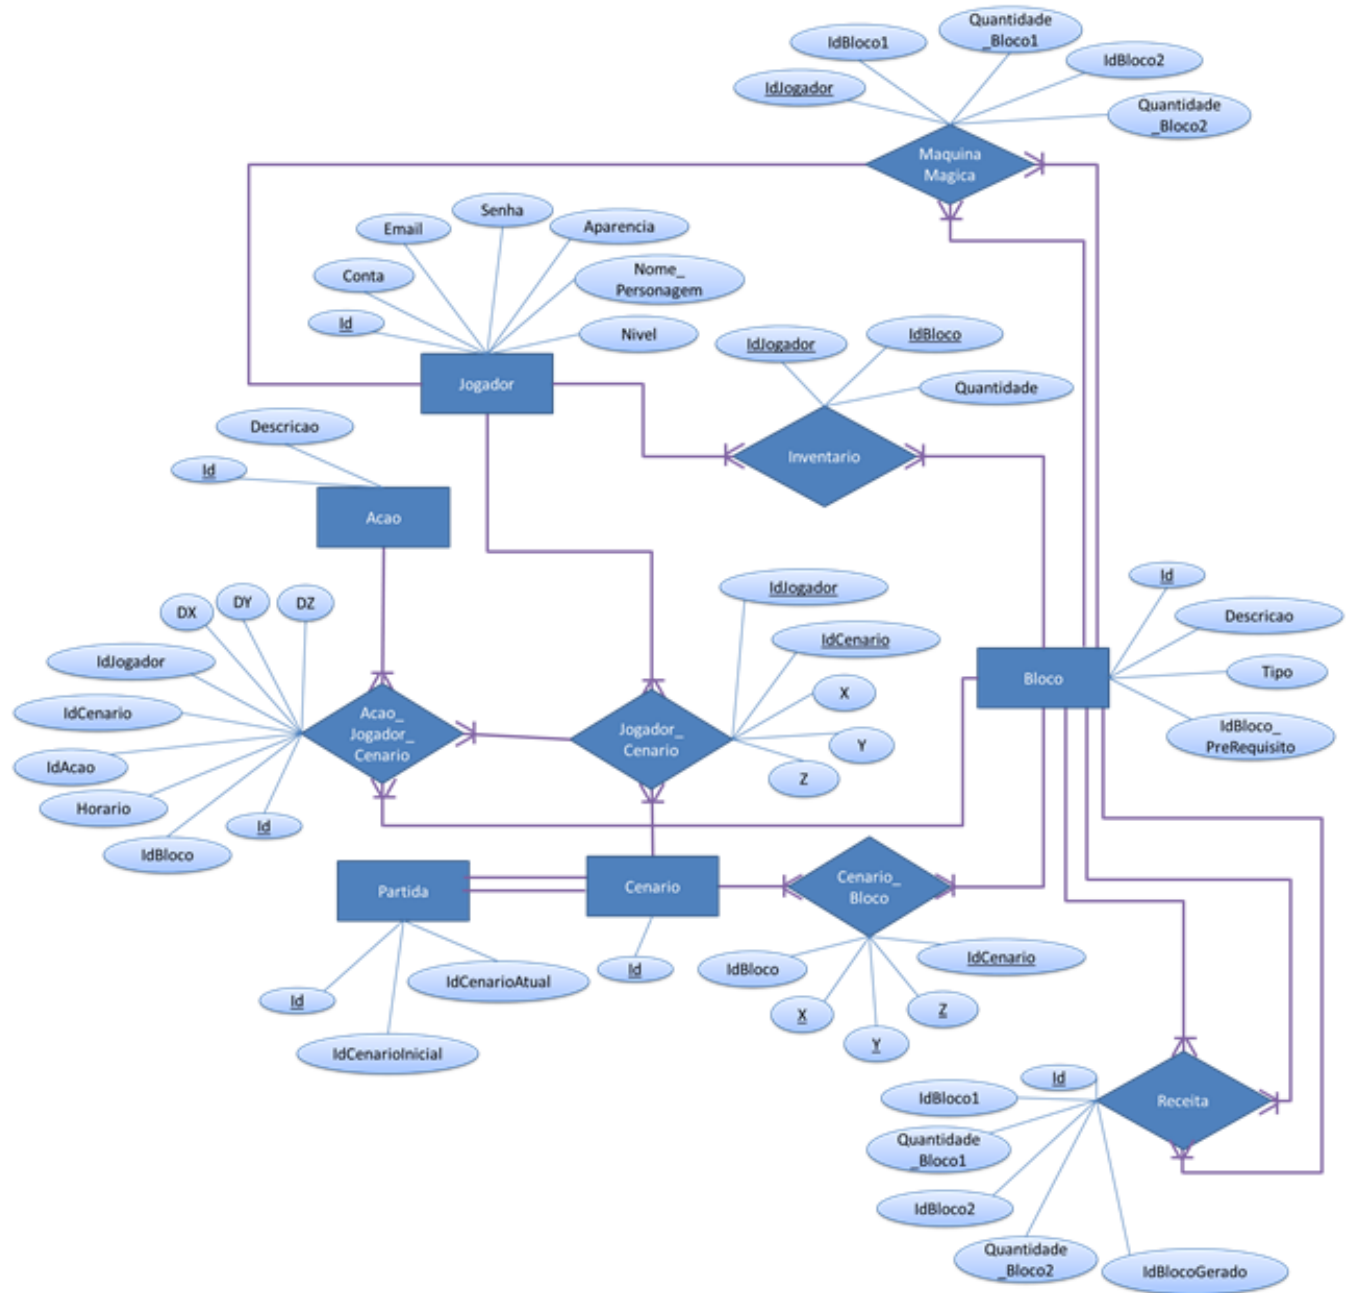 Quantidade
_Bloco1
IdBloco1
IdBloco2
IdJogador
Quantidade
_Bloco2
Maquina
Magica
Senha
Email
Aparencia
Conta
Nome_
Personagem
Id
Nivel
IdJogador
IdBloco
Quantidade
Jogador
Descricao
Inventario
Id
Acao
Id
IdJogador
DX
DY
DZ
Descricao
IdCenario
IdJogador
Tipo
Bloco
X
IdCenario
Acao_
Jogador_
Cenario
Jogador_
Cenario
Y
IdBloco_
PreRequisito
IdAcao
Z
Horario
Id
IdBloco
Partida
Cenario
Cenario_
Bloco
IdCenario
IdBloco
Id
IdCenarioAtual
Id
X
Z
Y
IdCenarioInicial
Id
IdBloco1
Receita
Quantidade
_Bloco1
IdBloco2
Quantidade
_Bloco2
IdBlocoGerado